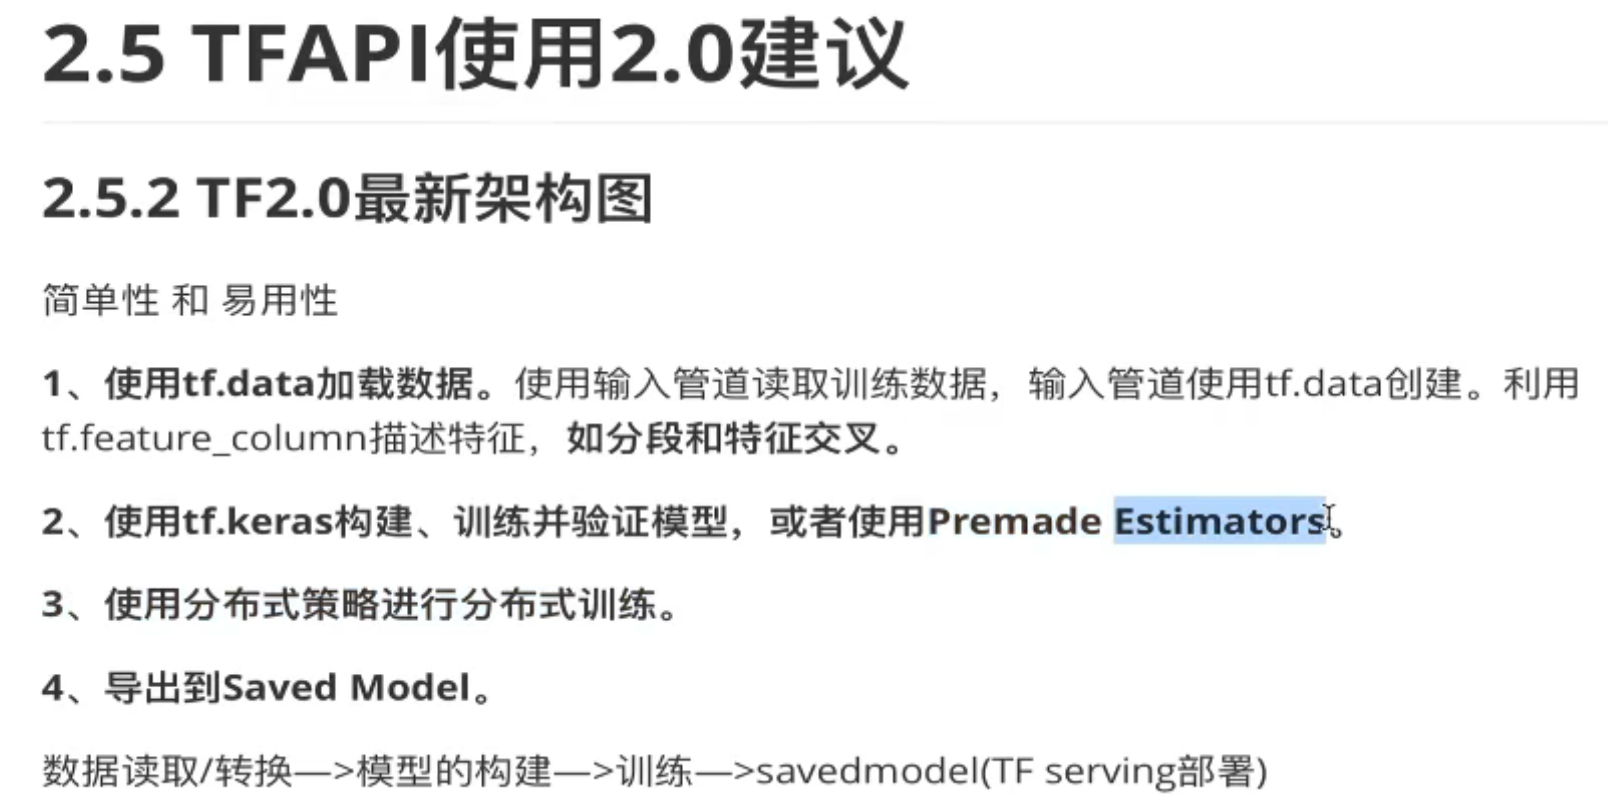 2.5 TFAPI使用2.0建议
2.5.2 TF2.0最新架构图
简单性 和 易用性
1、使用tf.data加载数据。使用输入管道读取训练数据，输入管道使用tf.data创建。利用
tf.feature_column描述特征，如分段和特征交叉。
2、使用tf.keras构建、训练并验证模型，或者使用Premade Estimators。
3、使用分布式策略进行分布式训练。
4、导出到Saved Model。
数据读取/转换—>模型的构建—>训练—>savedmodel(TF serving部署)